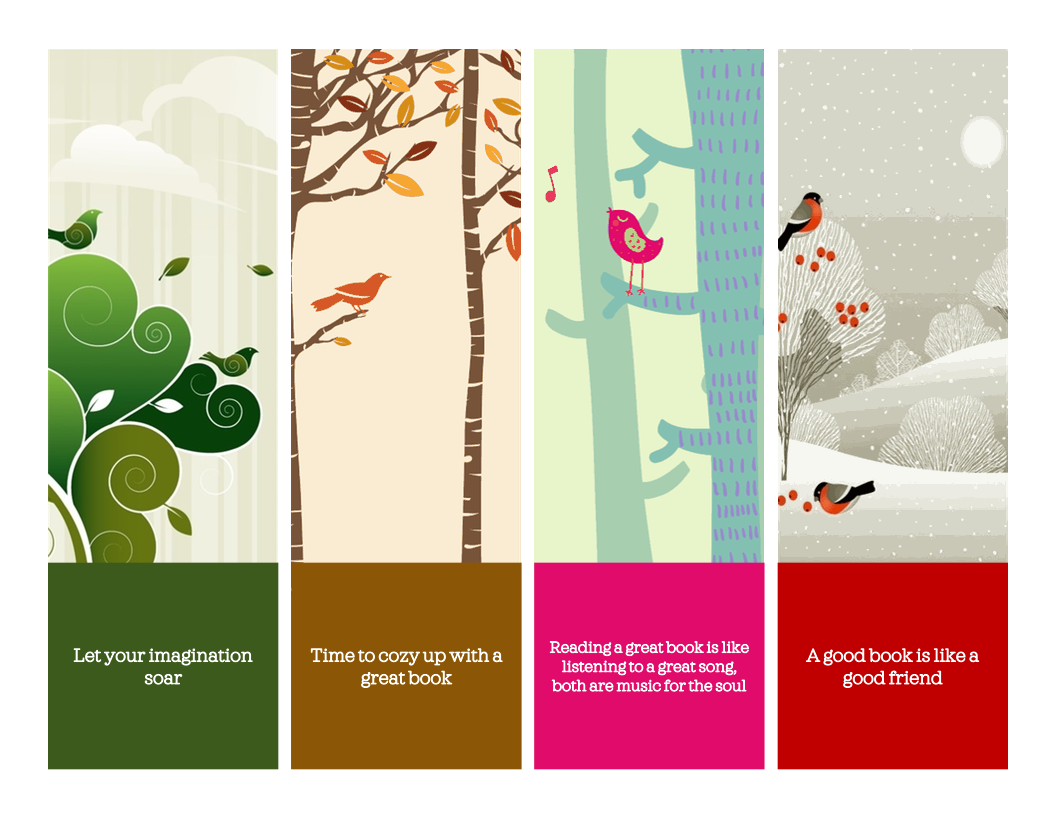 Let your imagination
soar
Time to cozy up with a
great book
Reading a great book is like
listening to a great song,
both are music for the soul
A good book is like a
good friend